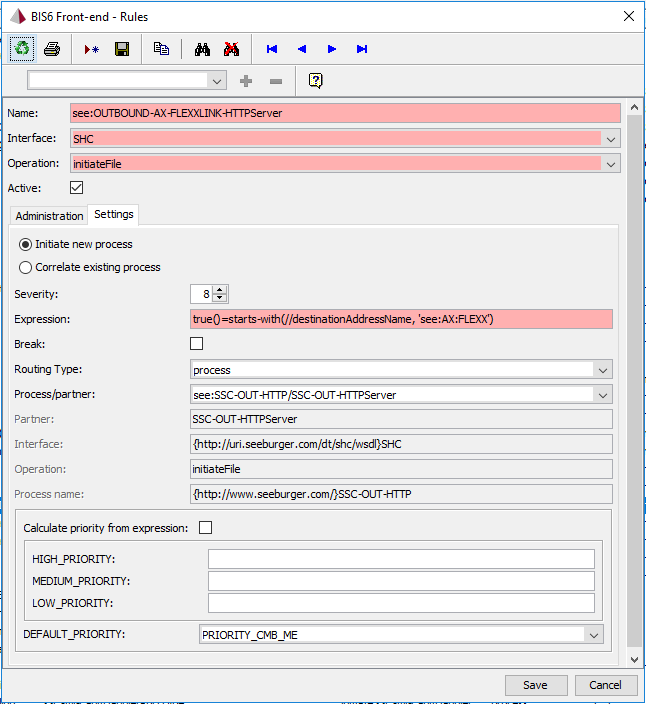 BIS6 Front-end - Rules
Name: see:OUTBOUND-AX-FLEXXLINK-HTTPServer
Interface: SHC
Operation: initiateFile
Active:
Administration Settings
Initiate new process
Correlate existing process
Severity: 8
Expression: true()=starts-with(//destinationAddressName, 'see:AX:FLEXX')
Break:
Routing Type: process
Process/partner: see:SSC-OUT-HTTP/SSC-OUT-HTTPServer
Partner: SSC-OUT-HTTPServer
Interface: {http://uri.seeburger.com/dt/shc/wsdl}SHC
Operation: initiateFile
Process name: {http://www.seeburger.com/}SSC-OUT-HTTP
Calculate priority from expression:
HIGH_PRIORITY:
MEDIUM_PRIORITY:
LOW_PRIORITY:
DEFAULT_PRIORITY: PRIORITY_CMB_ME
Save Cancel